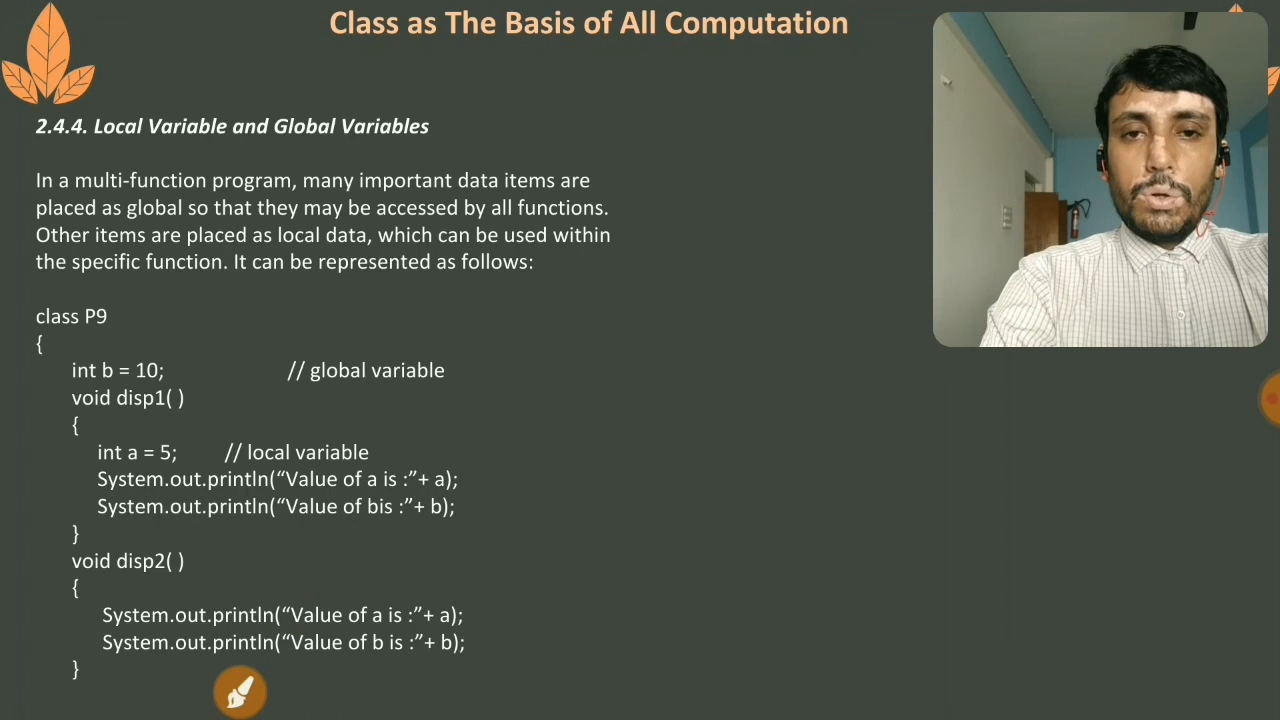 Class as The Basis of All Computation
2.4.4. Local Variable and Global Variables
In a multi-function program, many important data items are
placed as global so that they may be accessed by all functions.
Other items are placed as local data, which can be used within
the specific function. It can be represented as follows:
class P9
{
int b = 10; // global variable
void disp1( )
{
int a = 5; // local variable
System.out.println(“Value of a is :”+ a);
System.out.println(“Value of bis :”+ b);
}
void disp2( )
{
System.out.println(“Value of a is :”+ a);
System.out.println(“Value of b is :”+ b);
}